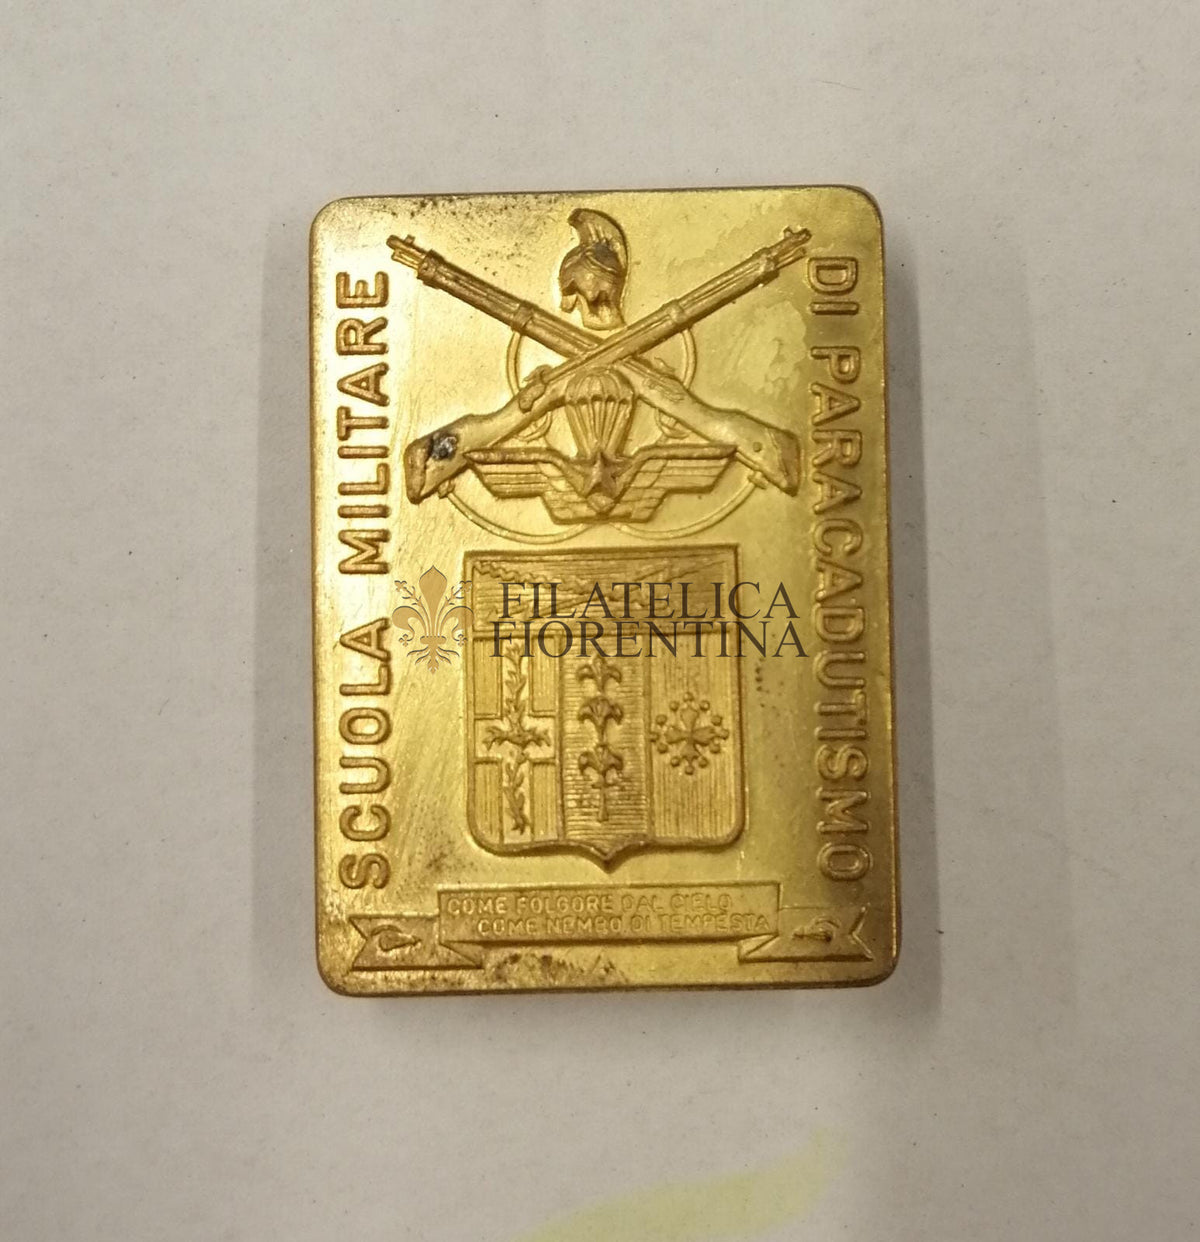 SCUOLA MILITARE
DI PARACADUTISMO
FILATELICA
FIORENTINA
COME FOLGORE DAL CIELO
COME NEMBO DI TEMPESTA